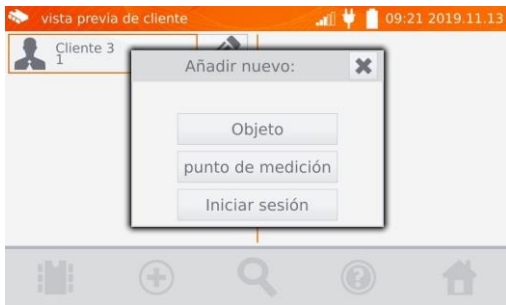 vista previa de cliente
09:21 2019.11.13
Cliente 3
1
Añadir nuevo:
Objeto
punto de medición
Iniciar sesión